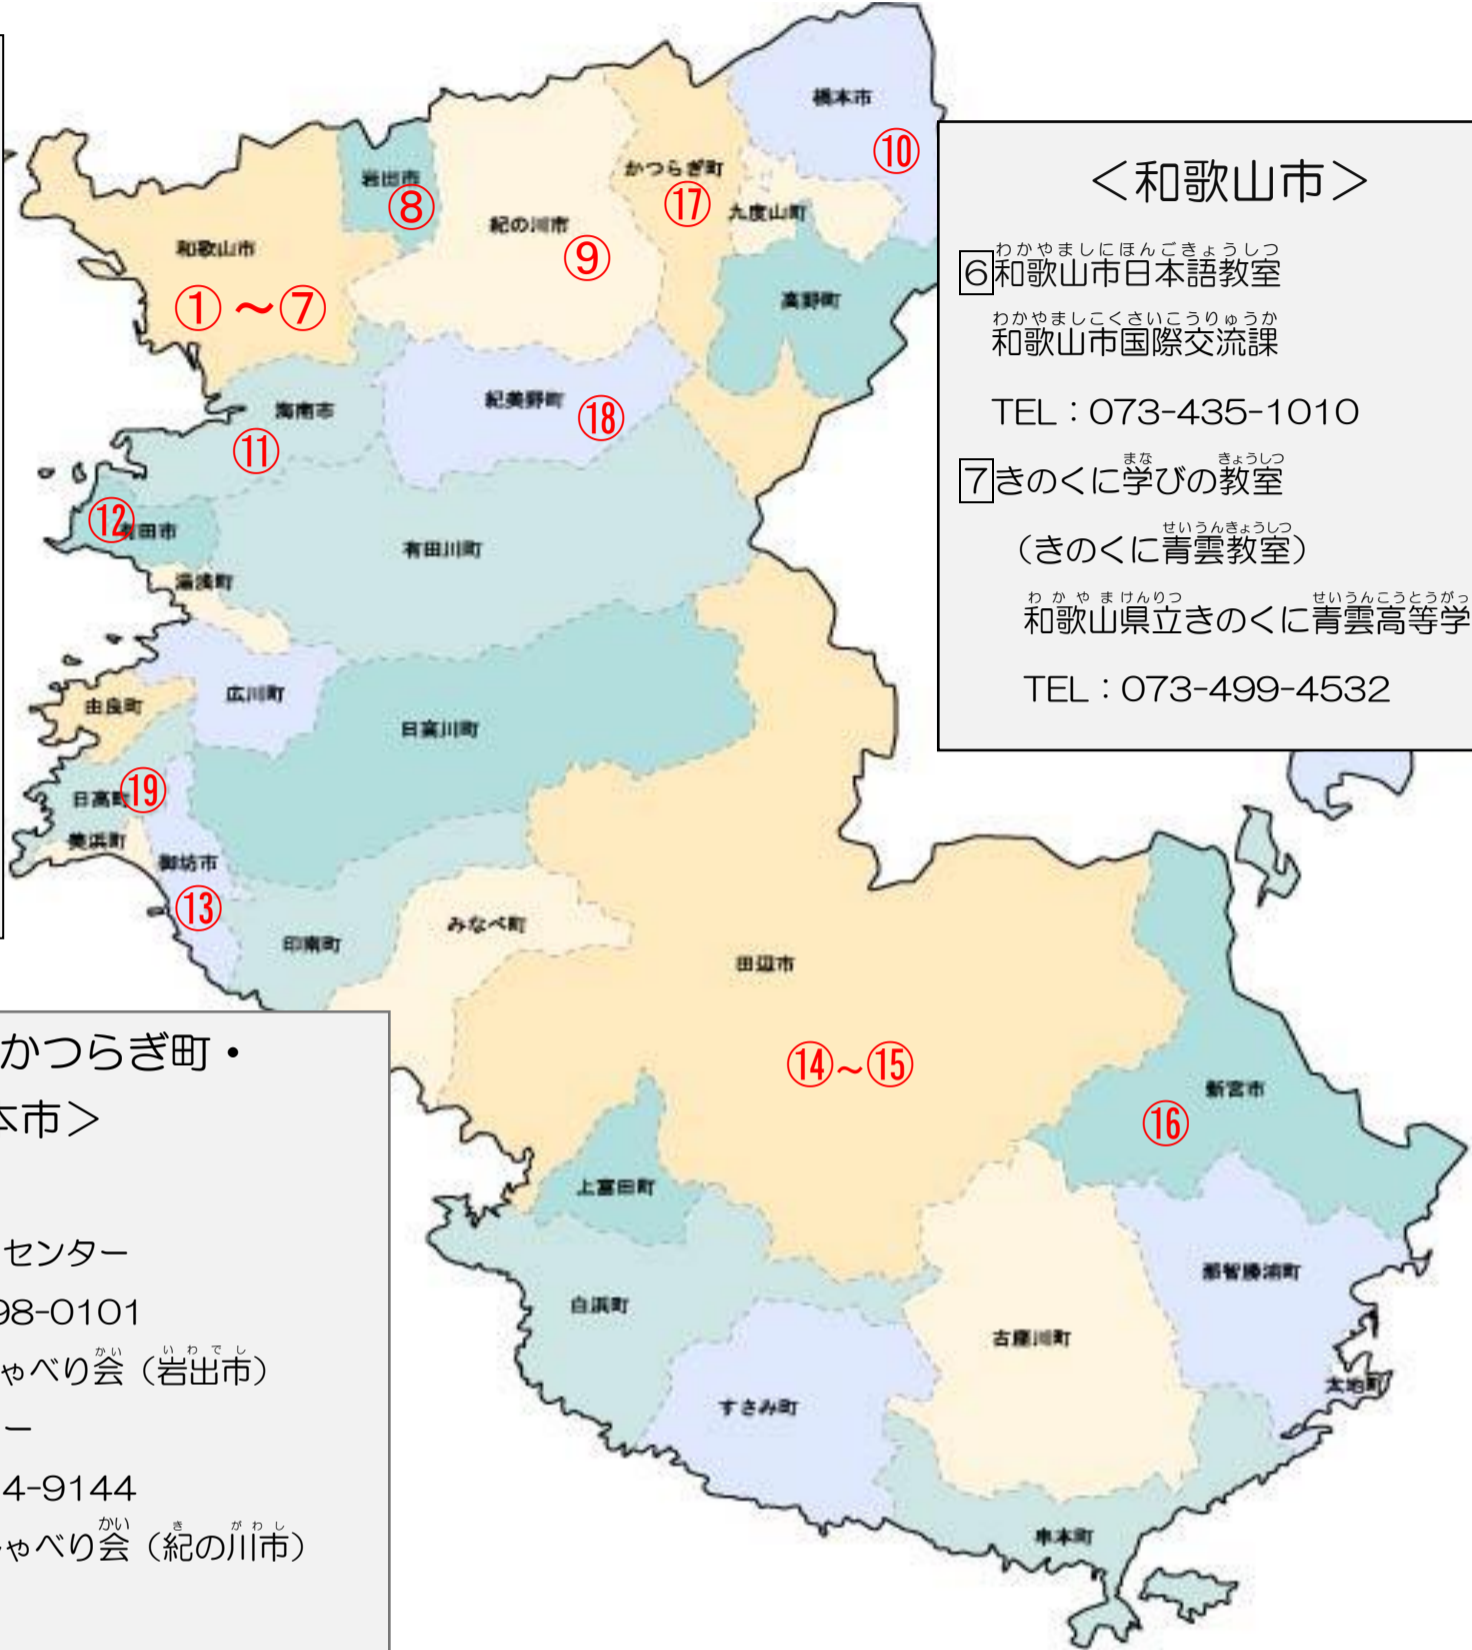 橋本市
⑩
かつらぎ町
⑰
九度山町
高野町
岩出市
⑧
紀の川市
⑨
和歌山市
①～⑦
海南市
⑪
紀美野町
⑱
⑫
有田市
有田川町
湯浅町
広川町
由良町
日高川町
日高町
⑲
美浜町
御坊市
⑬
印南町
みなべ町
田辺市
⑭～⑮
新宮市
⑯
上富田町
白浜町
那智勝浦町
古座川町
太地町
すさみ町
串本町
＜和歌山市＞
わかやましにほんごきょうしつ
6和歌山市日本語教室
わかやましこくさいこうりゅうか
和歌山市国際交流課
TEL：073-435-1010
まな きょうしつ
7きのくに学びの教室
せいうんきょうしつ
（きのくに青雲教室）
わかやまけんりつ せいうんこうとうがっ
和歌山県立きのくに青雲高等学
TEL：073-499-4532
かつらぎ町・
本市＞
センター
98-0101
かい いわでし
ゃべり会（岩出市）
ー
4-9144
かい き がわし
ゃべり会（紀の川市）